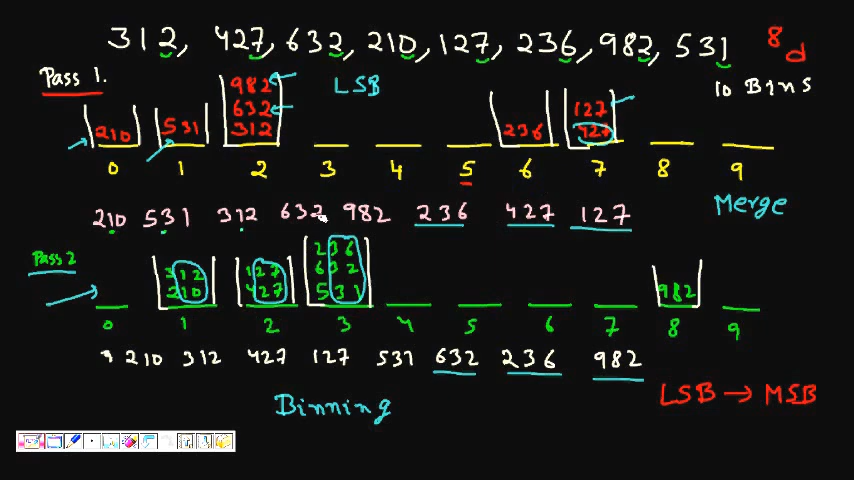 312, 427, 632, 210, 127, 236, 982, 531 8d
Pass 1. LSB 10 Bins
982
632 127
210 531 312 236 427
0 1 2 3 4 5 6 7 8 9
210 531 312 632 982 236 427 127 Merge
Pass 2
236
312 127 632
210 427 531 982
0 1 2 3 4 5 6 7 8 9
210 312 427 127 531 632 236 982
Binning LSB → MSB